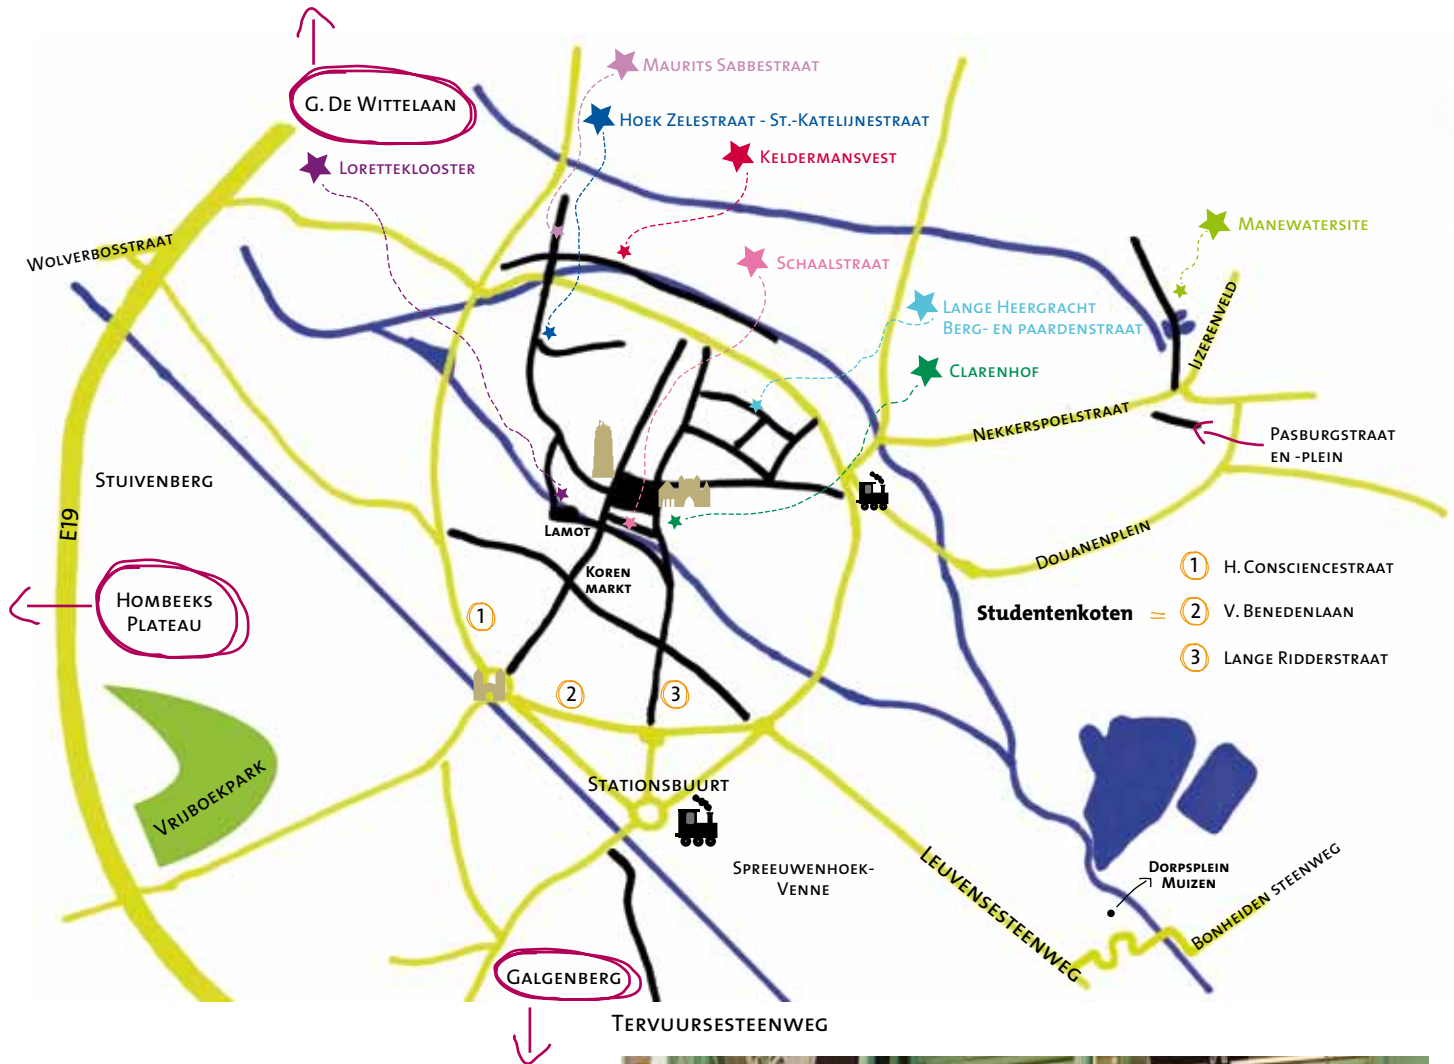 Maurits Sabbestraat
G. De Wittelaan
Hoek Zelestraat - St.-Katelijnestraat
Keldermansvest
Loretteklooster
Manewatersite
Wolverbosstraat
Schaalstraat
Lange Heergracht
Berg- en paardenstraat
IJzerenveld
Clarenhof
Nekkerspoelstraat
Pasburgstraat
en -plein
Stuivenberg
E19
Lamot
Douanenplein
Koren
markt
Hombeeks
Plateau
1
Studentenkoten =
1 H. Consciencestraat
2 V. Benedenlaan
3 Lange Ridderstraat
2
3
Vrijboekpark
Stationsbuurt
Spreeuwenhoek-
Venne
Leuvensesteenweg
Dorpsplein
Muizen
Bonheiden steenweg
Galgenberg
Tervuursesteenweg